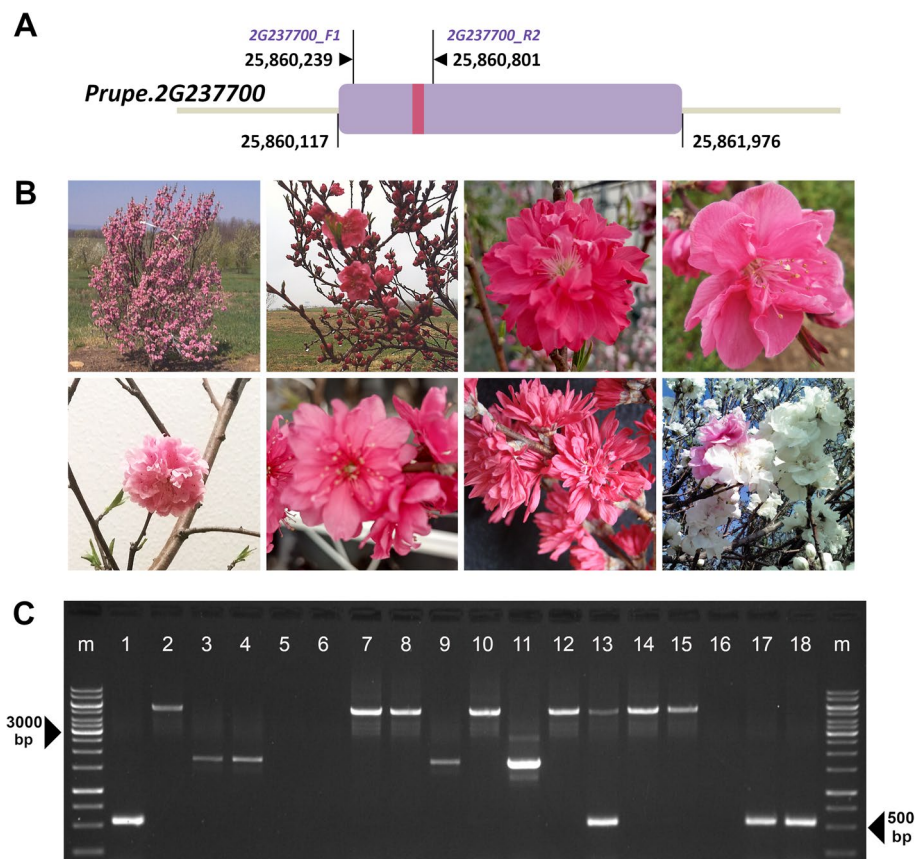 A
2G237700_F1 2G237700_R2
25,860,239 25,860,801
Prupe.2G237700
25,860,117 25,861,976
B
C
m 1 2 3 4 5 6 7 8 9 10 11 12 13 14 15 16 17 18 m
3000
bp
500
bp